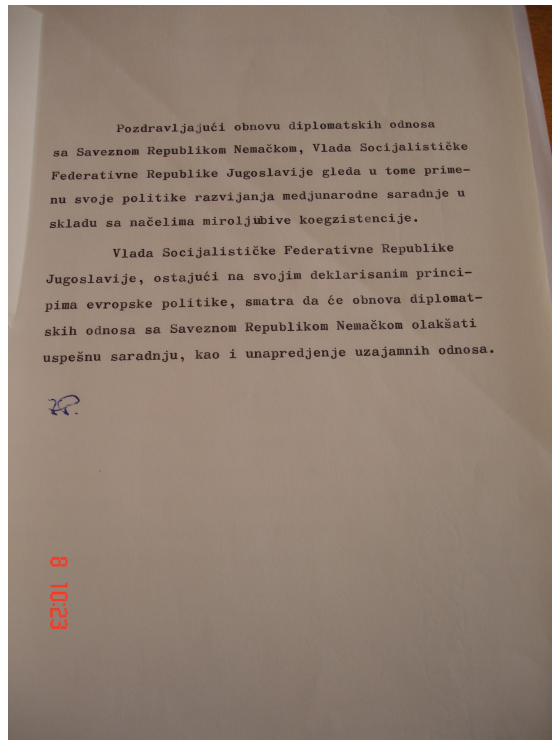 Pozdravljajući obnovu diplomatskih odnosa
sa Saveznom Republikom Nemačkom, Vlada Socijalističke
Federativne Republike Jugoslavije gleda u tome prime-
nu svoje politike razvijanja medjunarodne saradnje u
skladu sa načelima miroljubive koegzistencije.
Vlada Socijalističke Federativne Republike
Jugoslavije, ostajući na svojim deklarisanim princi-
pima evropske politike, smatra da će obnova diplomat-
skih odnosa sa Saveznom Republikom Nemačkom olakšati
uspešnu saradnju, kao i unapredjenje uzajamnih odnosa.
8 10:23